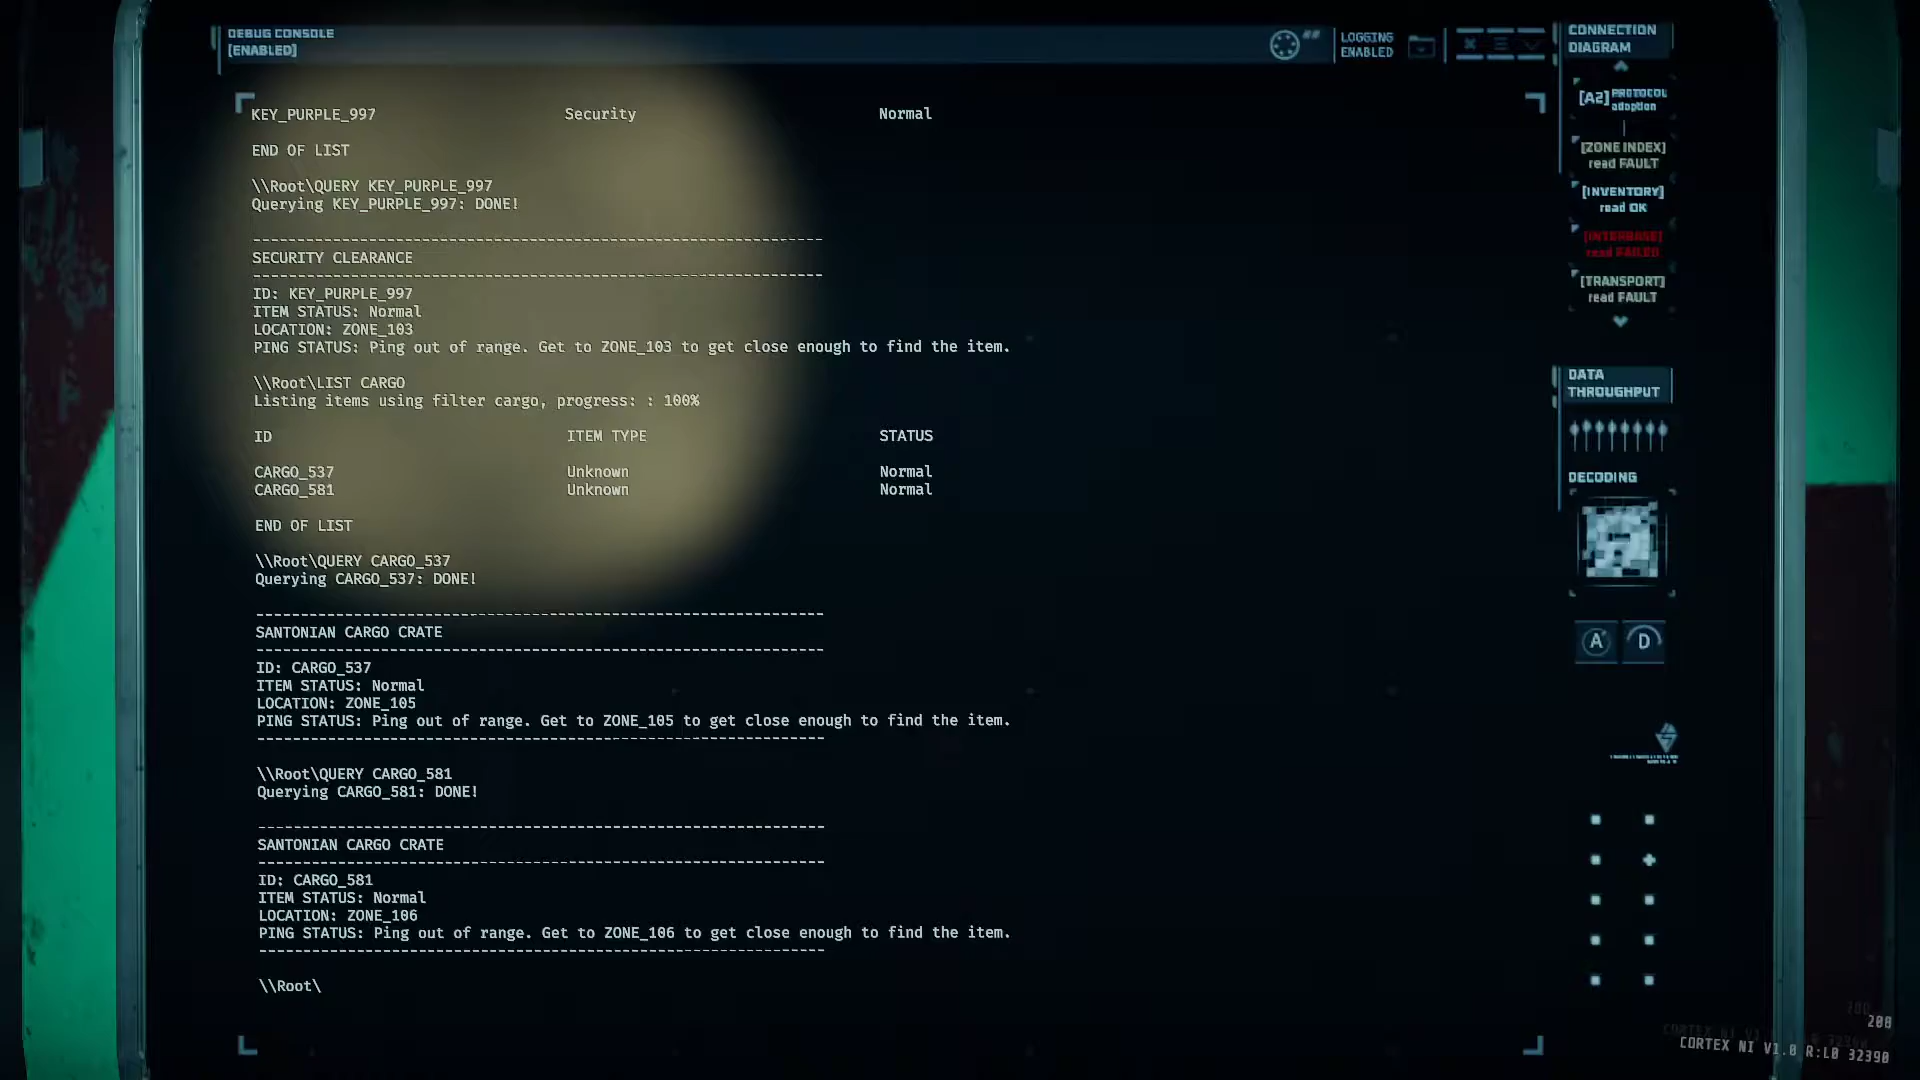 DEBUG CONSOLE
[ENABLED]
LOGGING
ENABLED
KEY_PURPLE_997 Security Normal
END OF LIST
\\Root\QUERY KEY_PURPLE_997
Querying KEY_PURPLE_997: DONE!
----------------------------------------------------------------
SECURITY CLEARANCE
----------------------------------------------------------------
ID: KEY_PURPLE_997
ITEM STATUS: Normal
LOCATION: ZONE_103
PING STATUS: Ping out of range. Get to ZONE_103 to get close enough to find the item.
\\Root\LIST CARGO
Listing items using filter cargo, progress: : 100%
ID ITEM TYPE STATUS
CARGO_537 Unknown Normal
CARGO_581 Unknown Normal
END OF LIST
\\Root\QUERY CARGO_537
Querying CARGO_537: DONE!
----------------------------------------------------------------
SANTONIAN CARGO CRATE
----------------------------------------------------------------
ID: CARGO_537
ITEM STATUS: Normal
LOCATION: ZONE_105
PING STATUS: Ping out of range. Get to ZONE_105 to get close enough to find the item.
----------------------------------------------------------------
\\Root\QUERY CARGO_581
Querying CARGO_581: DONE!
----------------------------------------------------------------
SANTONIAN CARGO CRATE
----------------------------------------------------------------
ID: CARGO_581
ITEM STATUS: Normal
LOCATION: ZONE_106
PING STATUS: Ping out of range. Get to ZONE_106 to get close enough to find the item.
----------------------------------------------------------------
\\Root\
CONNECTION
DIAGRAM
[A2] PROTOCOL
adoption
[ZONE INDEX]
read FAULT
[INVENTORY]
read OK
[INTERBASE]
read FAILED
[TRANSPORT]
read FAULT
DATA
THROUGHPUT
DECODING
A D
200
CORTEX NI V1.0 R:L0 32390